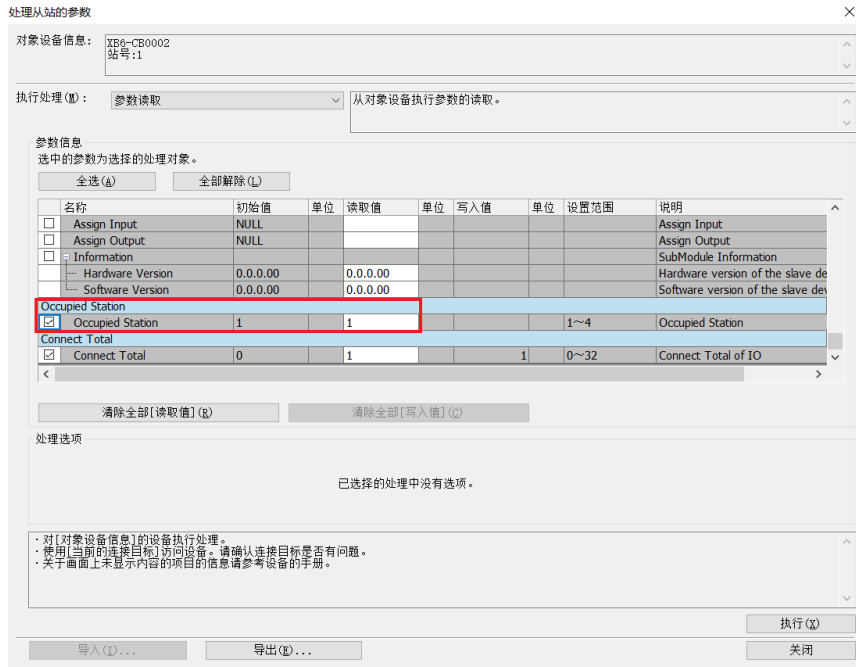 处理从站的参数
对象设备信息:
XB6-CB0002
站号:1
执行处理(M): 参数读取 从对象设备执行参数的读取。
参数信息
选中的参数为选择的处理对象。
全选(A) 全部解除(L)
名称 初始值 单位 读取值 单位 写入值 单位 设置范围 说明
Assign Input NULL Assign Input
Assign Output NULL Assign Output
Information SubModule Information
Hardware Version 0.0.0.00 0.0.0.00 Hardware version of the slave de
Software Version 0.0.0.00 0.0.0.00 Software version of the slave dev
Occupied Station
Occupied Station 1 1 1~4 Occupied Station
Connect Total
Connect Total 0 1 1 0~32 Connect Total of IO
清除全部[读取值](R) 清除全部[写入值](C)
处理选项
已选择的处理中没有选项。
·对[对象设备信息]的设备执行处理。
·使用[当前的连接目标]访问设备。请确认连接目标是否有问题。
·关于画面上未显示内容的项目的信息请参考设备的手册。
执行(X)
导入(I)... 导出(E)... 关闭